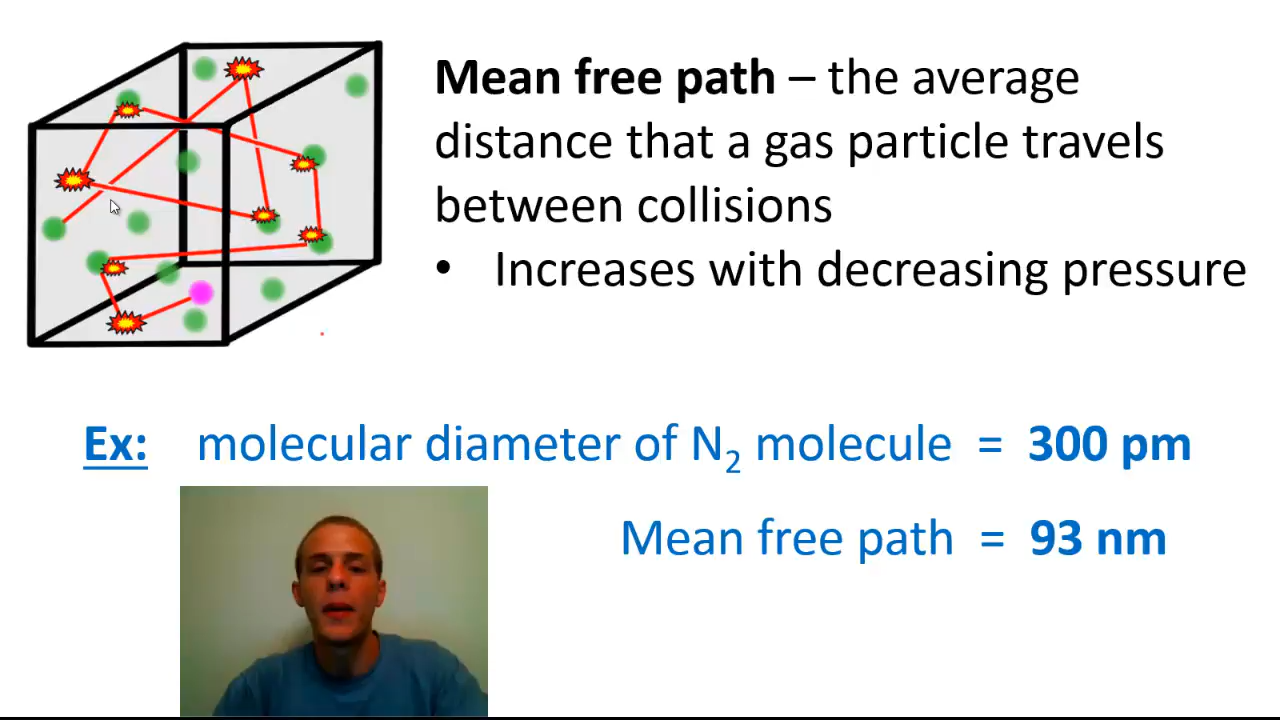 Mean free path – the average
distance that a gas particle travels
between collisions
• Increases with decreasing pressure
Ex: molecular diameter of N₂ molecule = 300 pm
Mean free path = 93 nm